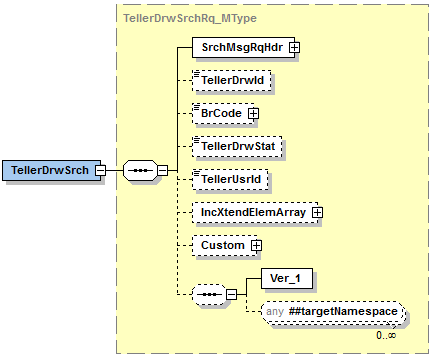 TellerDrwSrchRq_MType
SrchMsgRqHdr
TellerDrwId
BrCode
TellerDrwStat
TellerDrwSrch
TellerUsrId
IncXtendElemArray
Custom
Ver_1
any ##targetNamespace
0..∞